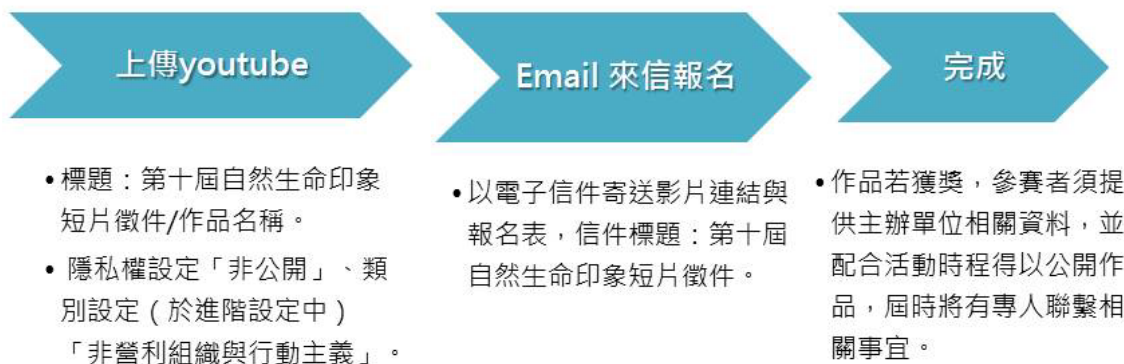 上傳youtube
•標題：第十屆自然生命印象
短片徵件/作品名稱。
• 隱私權設定「非公開」、類
別設定（於進階設定中）
「非營利組織與行動主義」。
Email 來信報名
•以電子信件寄送影片連結與
報名表，信件標題：第十屆
自然生命印象短片徵件。
完成
•作品若獲獎，參賽者須提
供主辦單位相關資料，並
配合活動時程得以公開作
品，屆時將有專人聯繫相
關事宜。